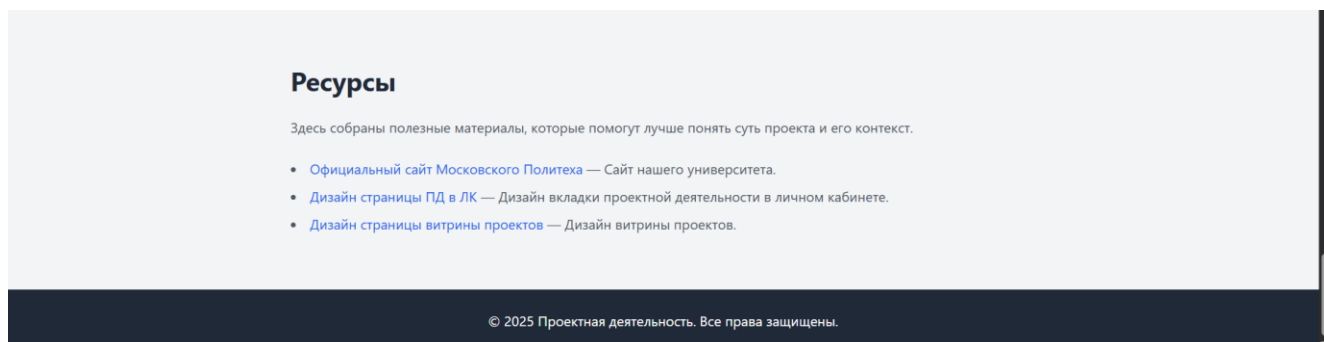 Ресурсы
Здесь собраны полезные материалы, которые помогут лучше понять суть проекта и его контекст.
• Официальный сайт Московского Политеха — Сайт нашего университета.
• Дизайн страницы ПД в ЛК — Дизайн вкладки проектной деятельности в личном кабинете.
• Дизайн страницы витрины проектов — Дизайн витрины проектов.
© 2025 Проектная деятельность. Все права защищены.